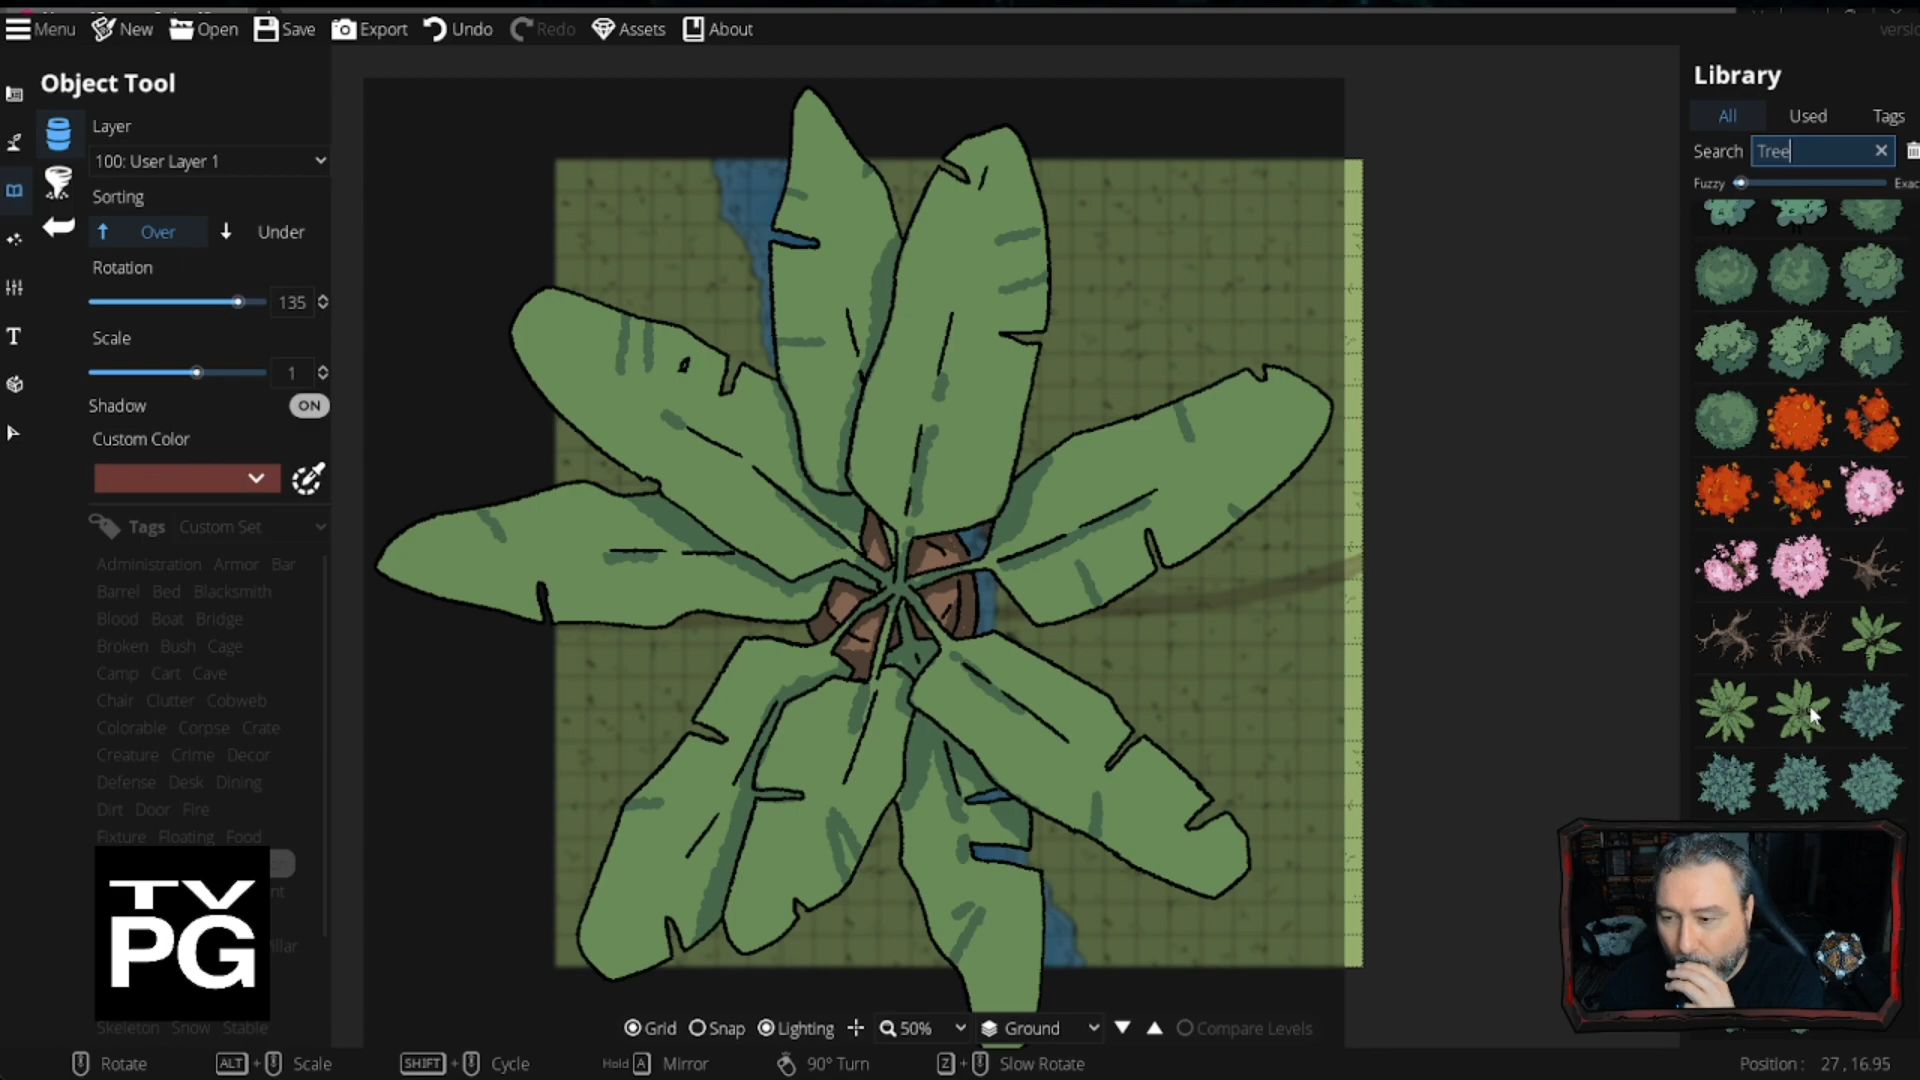 Menu New Open Save Export Undo Redo Assets About
Object Tool
Layer
100: User Layer 1
Sorting
Over Under
Rotation
135
Scale
1
Shadow ON
Custom Color
Tags Custom Set
Administration Armor Bar
Barrel Bed Blacksmith
Blood Boat Bridge
Broken Bush Cage
Camp Cart Cave
Chair Clutter Cobweb
Colorable Corpse Crate
Creature Crime Decor
Defense Desk Dining
Dirt Door Fire
Fixture Floating Food
Skeleton Snow Stable
TV
PG
Library
All Used Tags
Search Tree
Fuzzy
Grid Snap Lighting 50% Ground Compare Levels
Rotate ALT + Scale SHIFT + Cycle Hold A Mirror 90° Turn Z + Slow Rotate Position : 27 , 16.95